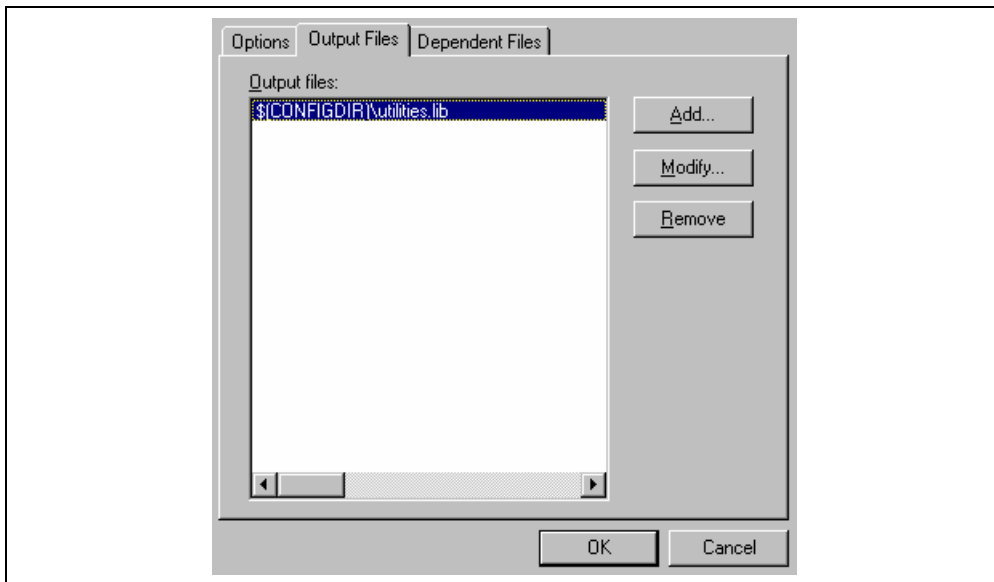 Options Output Files Dependent Files
Output files:
$(CONFIGDIR)\utilities.lib
Add...
Modify...
Remove
OK Cancel